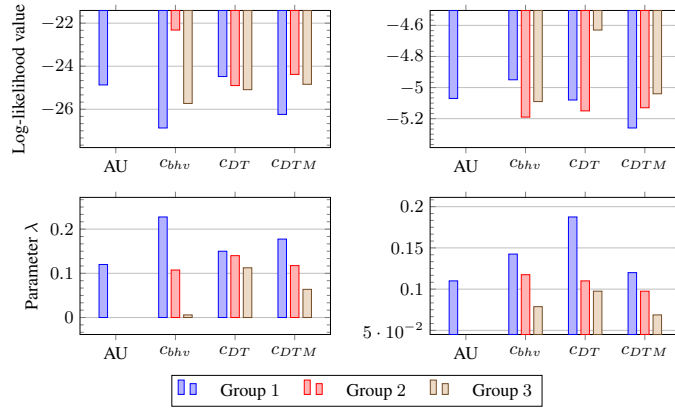 Log-likelihood value
−22
−24
−26
AU c_bhv c_DT c_DTM
−4.6
−4.8
−5
−5.2
AU c_bhv c_DT c_DTM
Parameter λ
0.2
0.1
0
AU c_bhv c_DT c_DTM
0.2
0.15
0.1
5 · 10⁻²
AU c_bhv c_DT c_DTM
Group 1 Group 2 Group 3